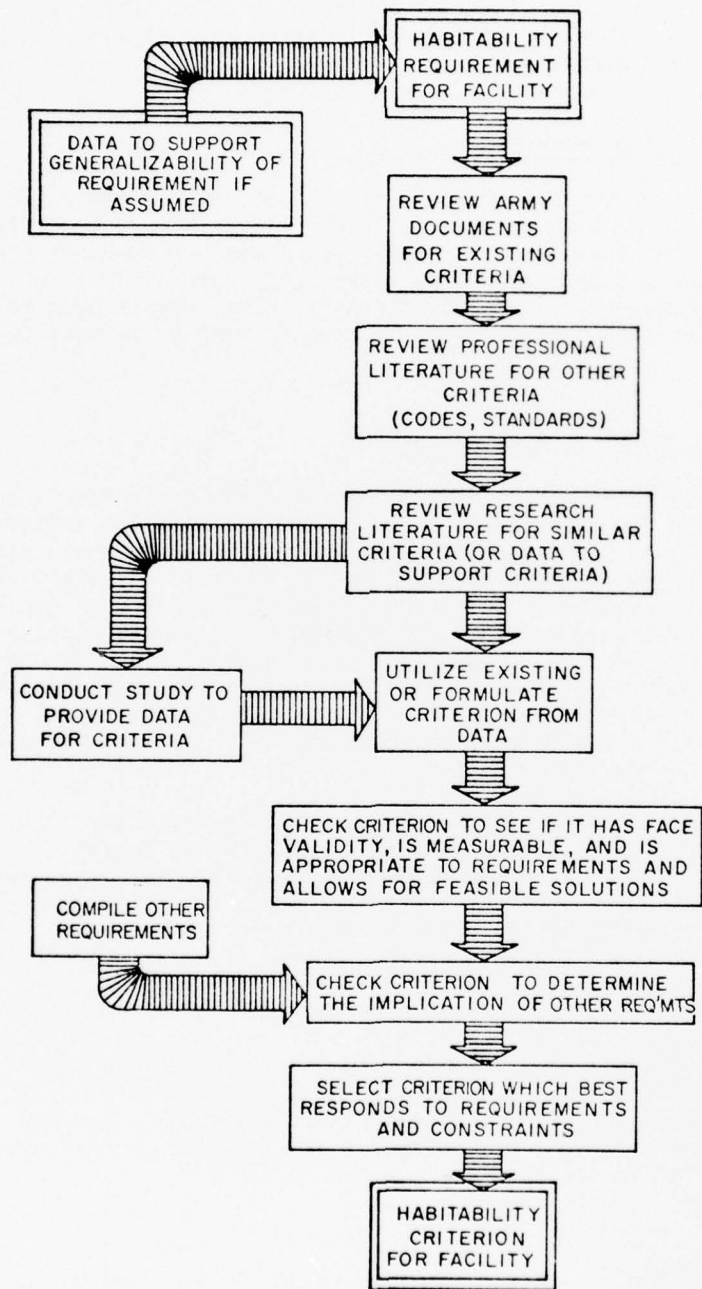 HABITABILITY
REQUIREMENT
FOR FACILITY
DATA TO SUPPORT
GENERALIZABILITY OF
REQUIREMENT IF
ASSUMED
REVIEW ARMY
DOCUMENTS
FOR EXISTING
CRITERIA
REVIEW PROFESSIONAL
LITERATURE FOR OTHER
CRITERIA
(CODES, STANDARDS)
REVIEW RESEARCH
LITERATURE FOR SIMILAR
CRITERIA (OR DATA TO
SUPPORT CRITERIA)
CONDUCT STUDY TO
PROVIDE DATA
FOR CRITERIA
UTILIZE EXISTING
OR FORMULATE
CRITERION FROM
DATA
CHECK CRITERION TO SEE IF IT HAS FACE
VALIDITY, IS MEASURABLE, AND IS
APPROPRIATE TO REQUIREMENTS AND
ALLOWS FOR FEASIBLE SOLUTIONS
COMPILE OTHER
REQUIREMENTS
CHECK CRITERION TO DETERMINE
THE IMPLICATION OF OTHER REQ'MTS
SELECT CRITERION WHICH BEST
RESPONDS TO REQUIREMENTS
AND CONSTRAINTS
HABITABILITY
CRITERION
FOR FACILITY